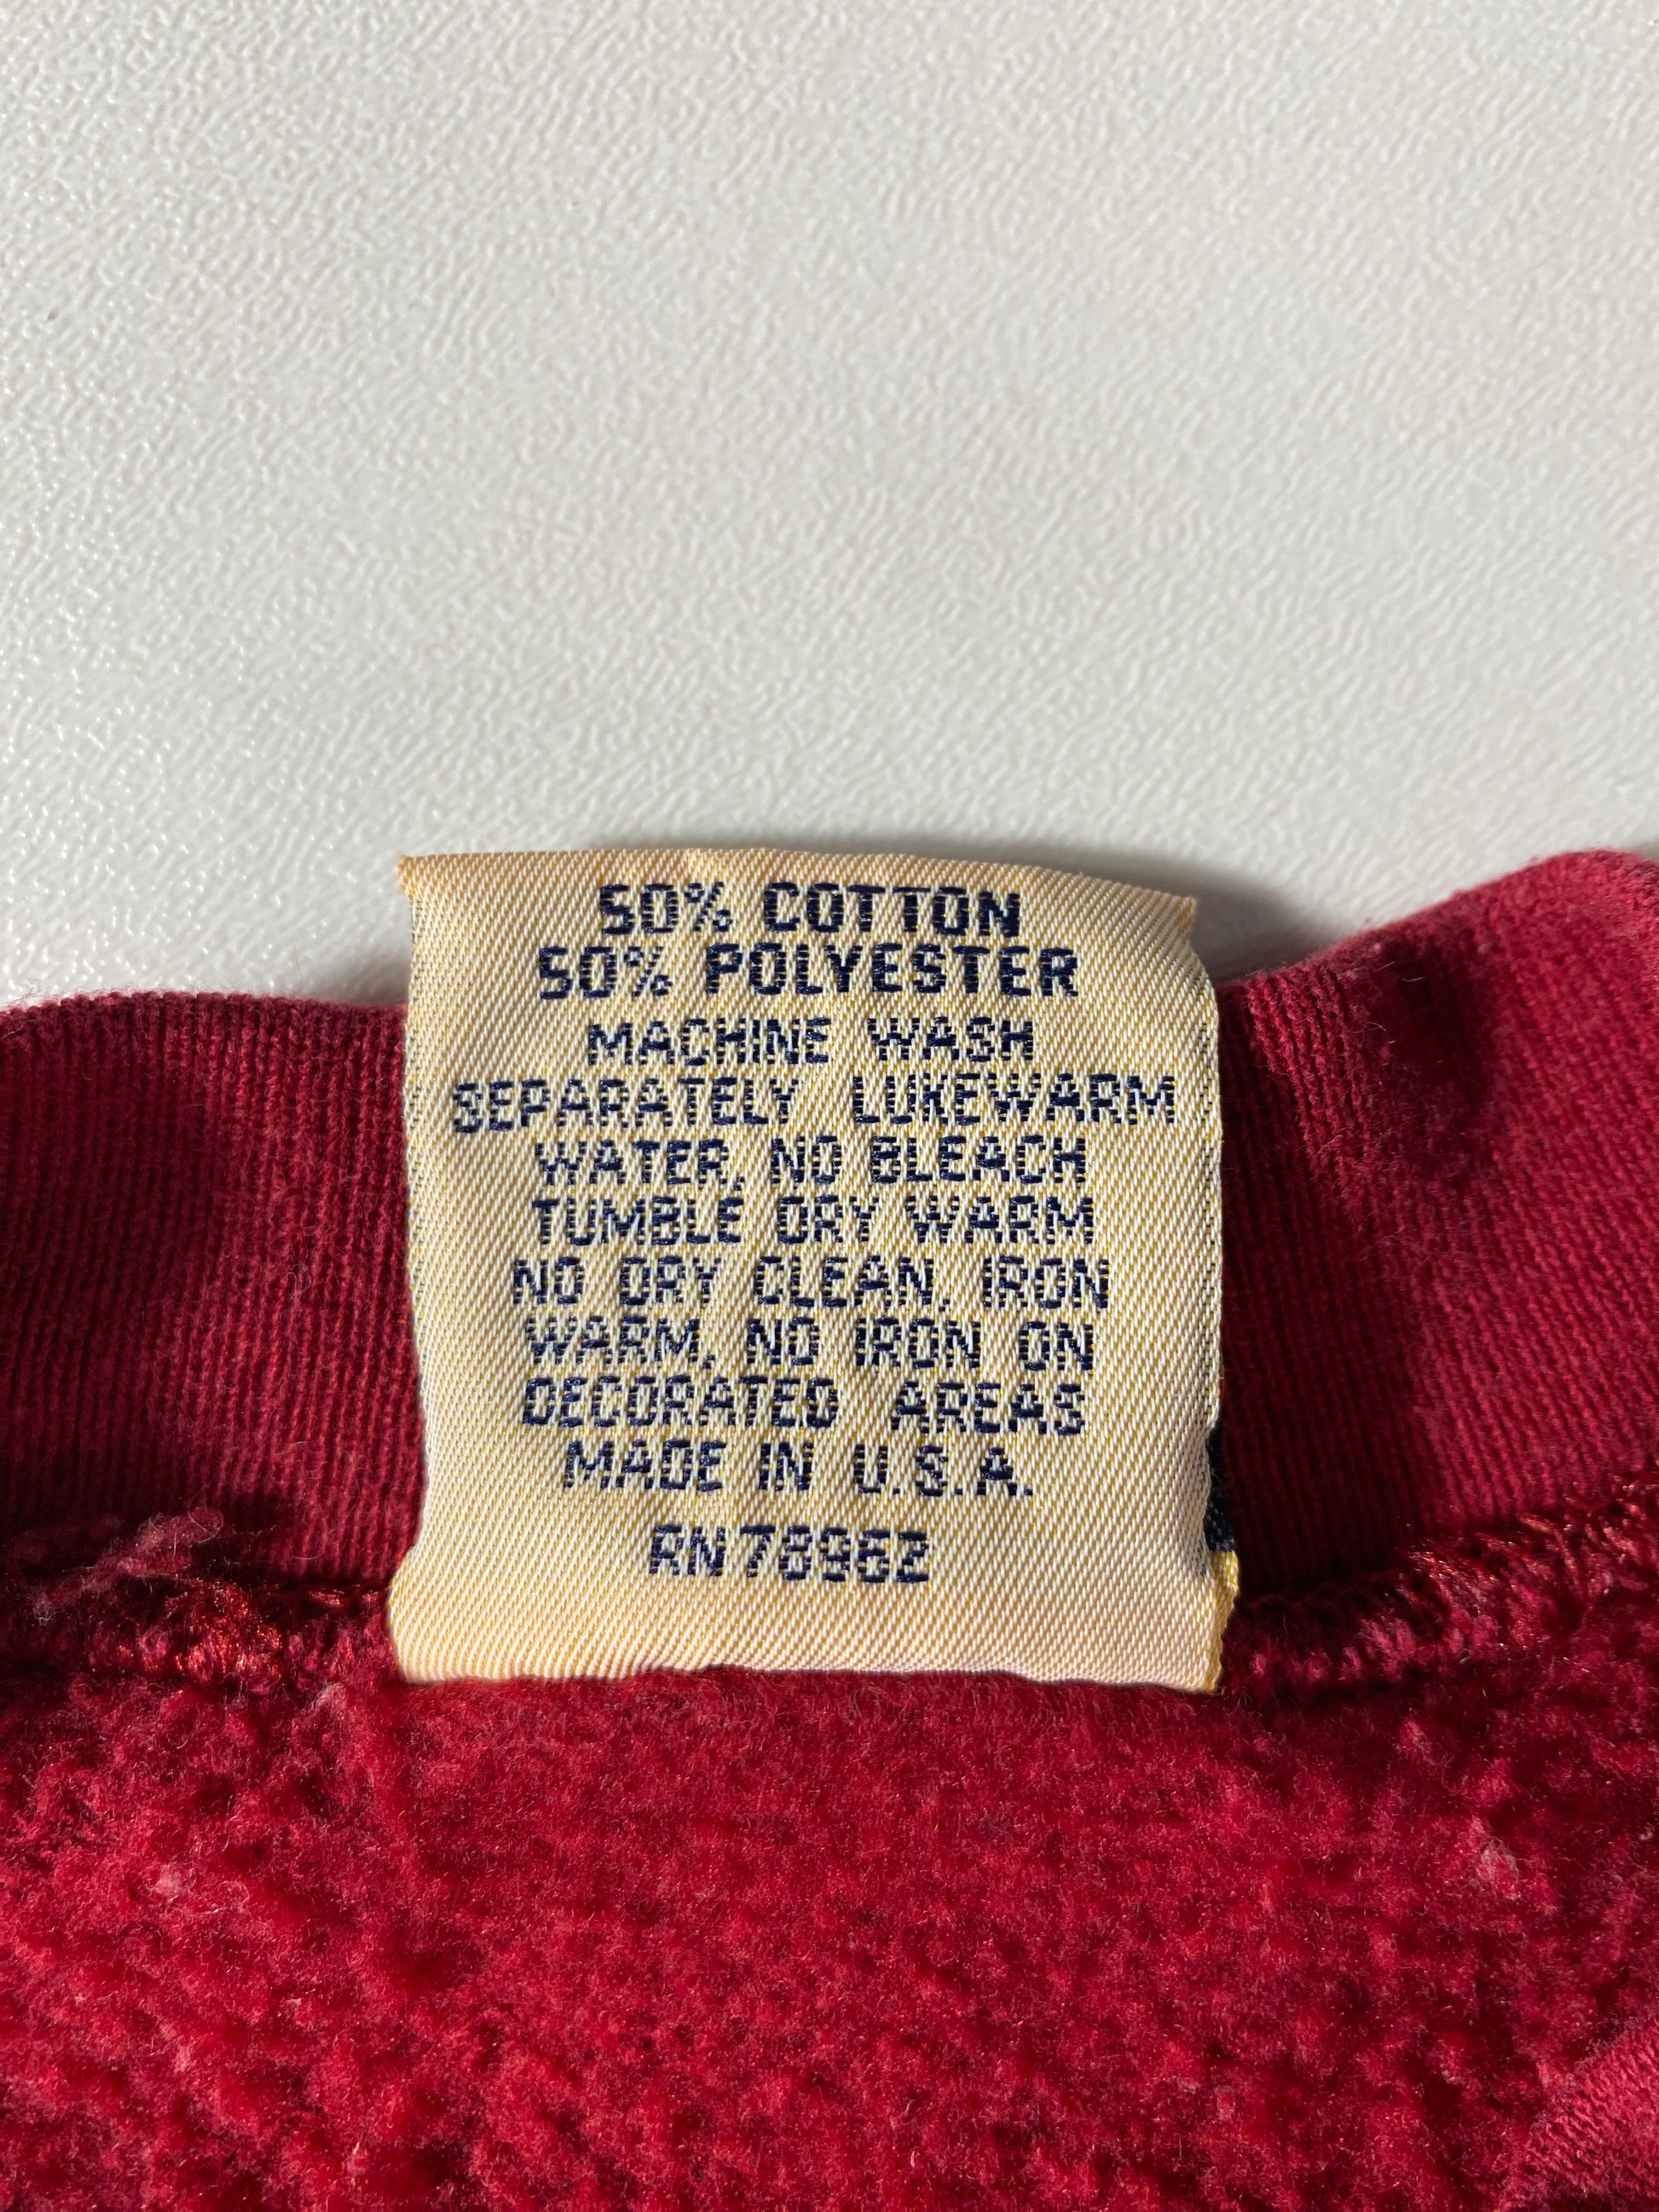 50% COTTON
50% POLYESTER
MACHINE WASH
SEPARATELY LUKEWARM
WATER, NO BLEACH
TUMBLE DRY WARM
NO DRY CLEAN, IRON
WARM, NO IRON ON
DECORATED AREAS
MADE IN U.S.A.
RN78962